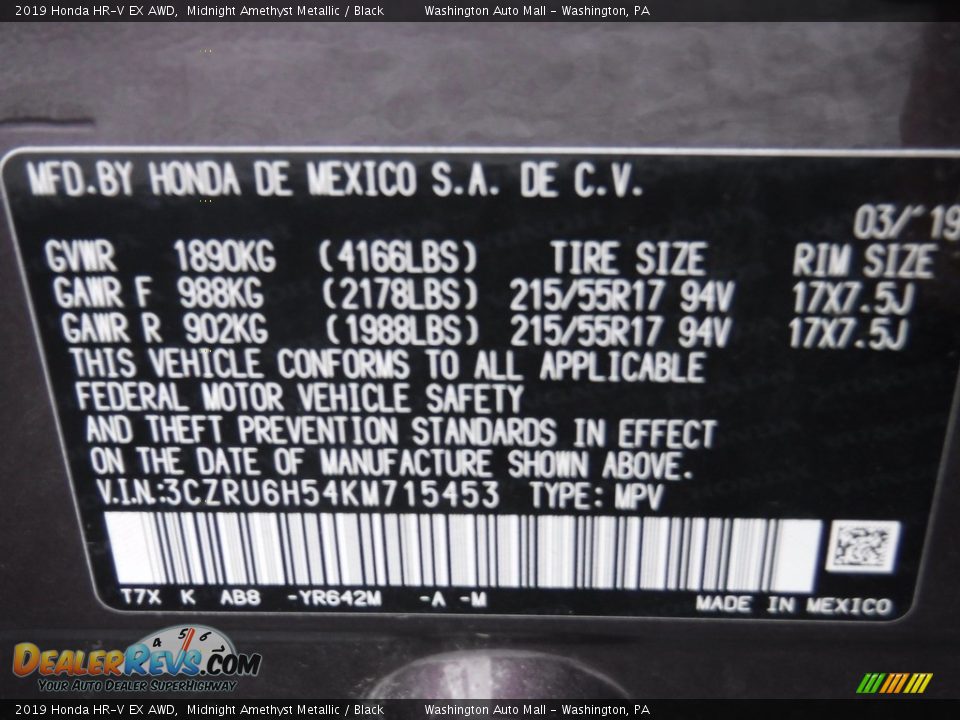 2019 Honda HR-V EX AWD, Midnight Amethyst Metallic / Black Washington Auto Mall - Washington, PA
MFD.BY HONDA DE MEXICO S.A. DE C.V.
03/'19
GVWR 1890KG (4166LBS) TIRE SIZE RIM SIZE
GAWR F 988KG (2178LBS) 215/55R17 94V 17X7.5J
GAWR R 902KG (1988LBS) 215/55R17 94V 17X7.5J
THIS VEHICLE CONFORMS TO ALL APPLICABLE
FEDERAL MOTOR VEHICLE SAFETY
AND THEFT PREVENTION STANDARDS IN EFFECT
ON THE DATE OF MANUFACTURE SHOWN ABOVE.
V.I.N.:3CZRU6H54KM715453 TYPE: MPV
T7X K AB8 -YR642M -A -M
MADE IN MEXICO
4 5 6
DEALERREVS.COM
YOUR AUTO DEALER SUPERHIGHWAY
2019 Honda HR-V EX AWD, Midnight Amethyst Metallic / Black Washington Auto Mall - Washington, PA